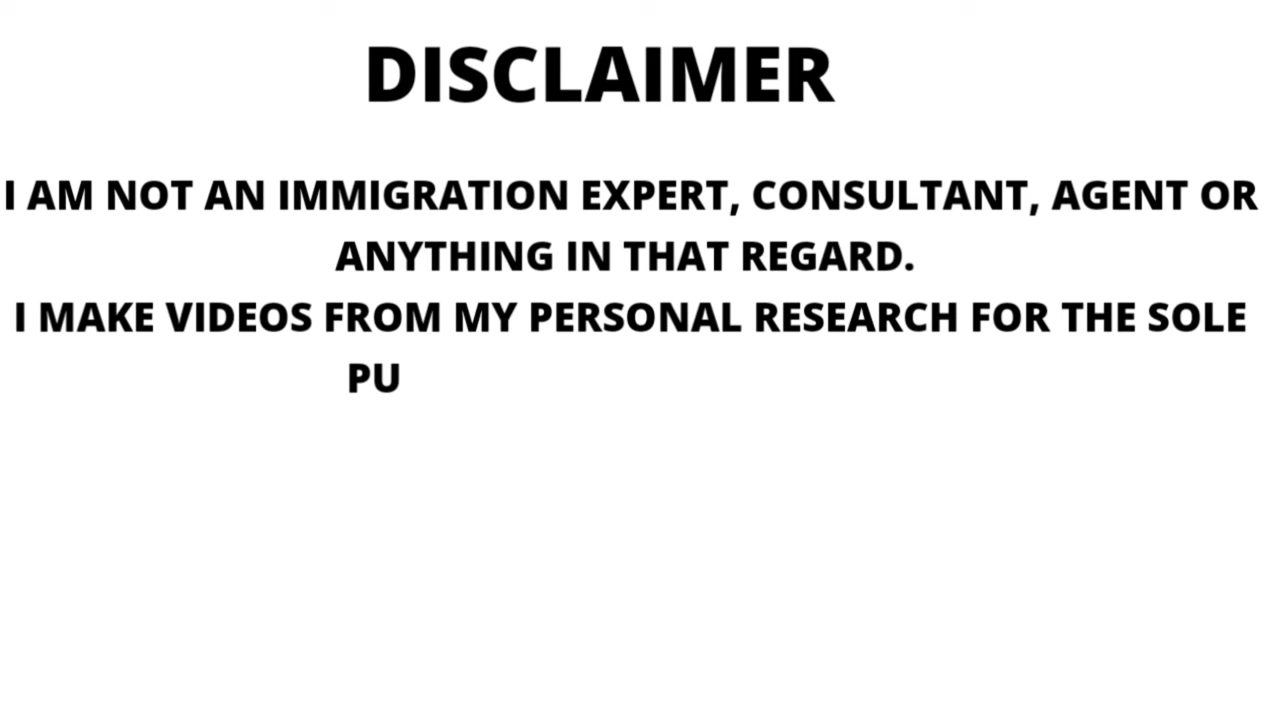 DISCLAIMER
I AM NOT AN IMMIGRATION EXPERT, CONSULTANT, AGENT OR
ANYTHING IN THAT REGARD.
I MAKE VIDEOS FROM MY PERSONAL RESEARCH FOR THE SOLE
PU